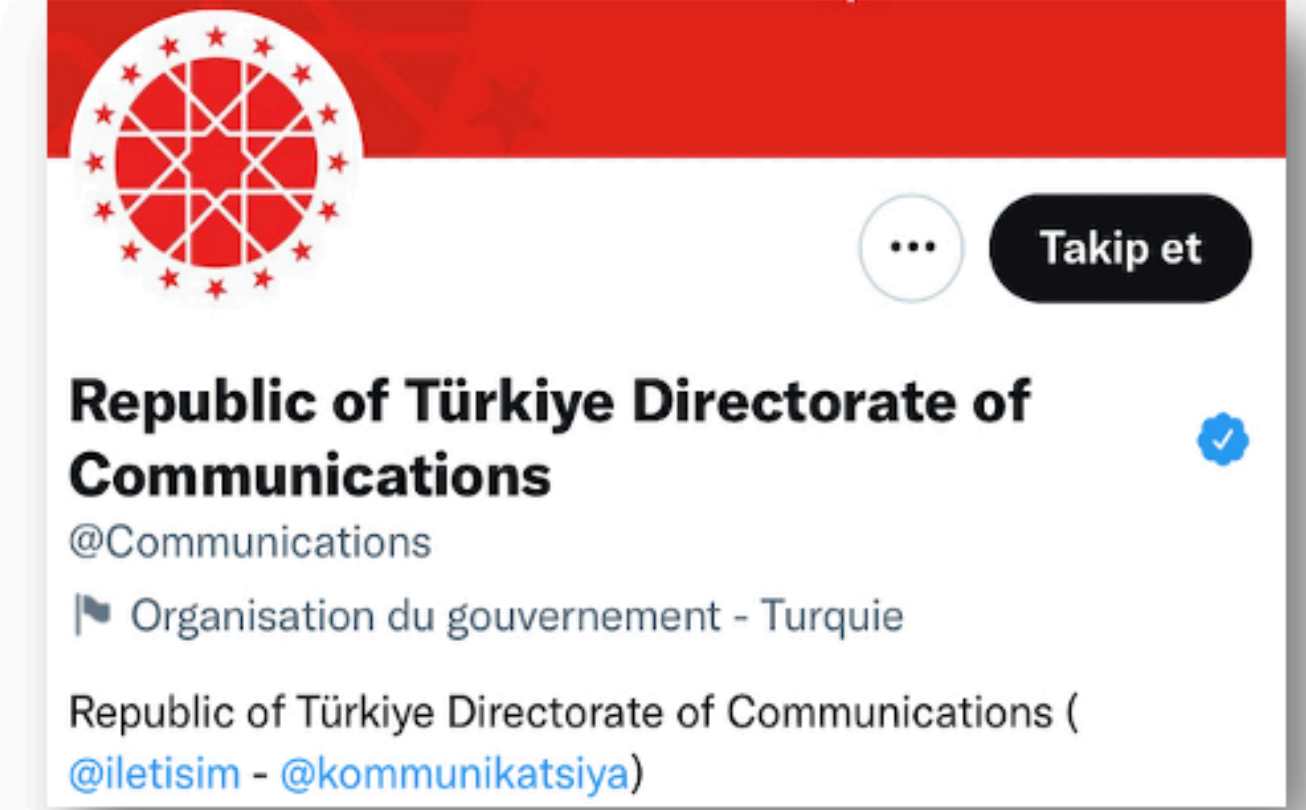 Takip et
Republic of Türkiye Directorate of
Communications
@Communications
Organisation du gouvernement - Turquie
Republic of Türkiye Directorate of Communications (
@iletisim - @kommunikatsiya)